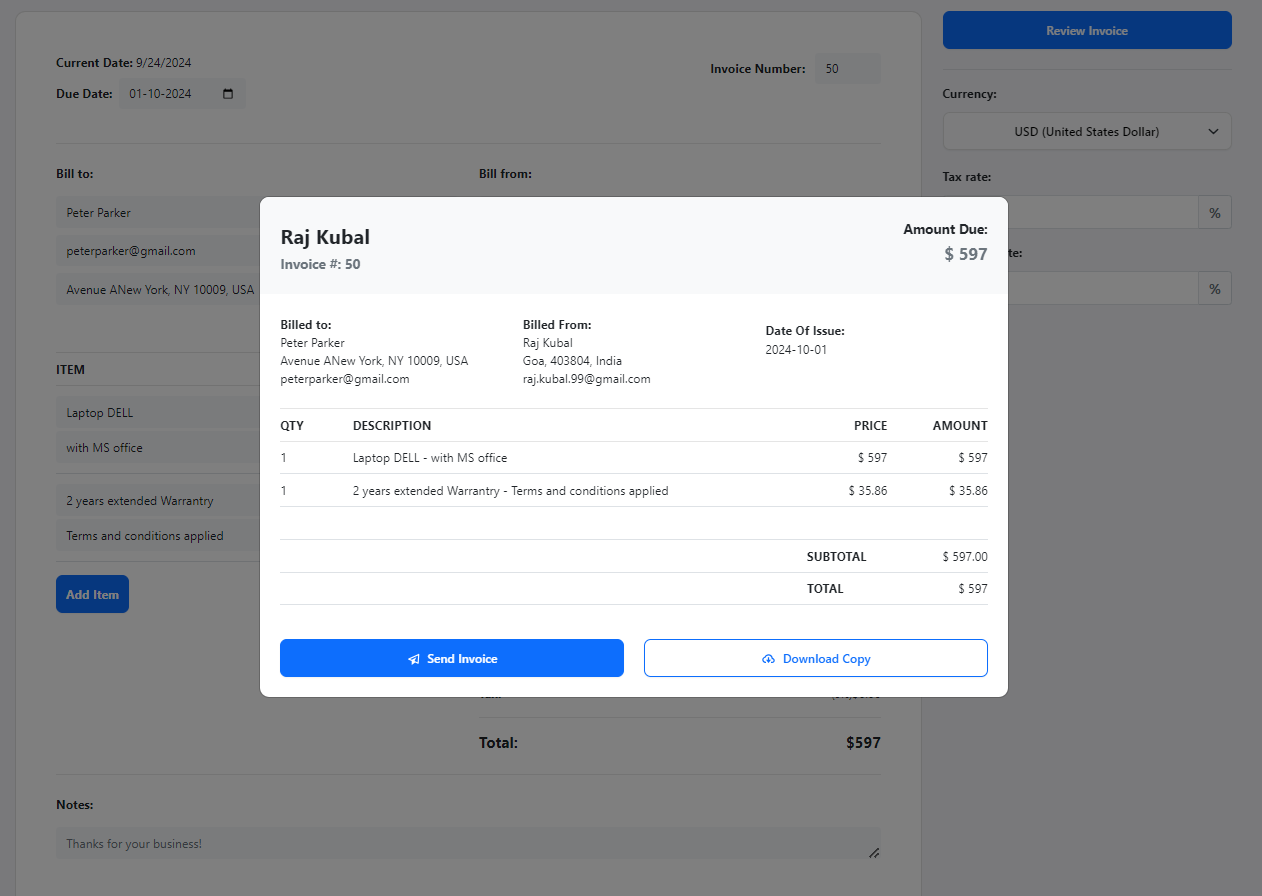 Review Invoice
Current Date: 9/24/2024
Invoice Number: 50
Due Date: 01-10-2024
Currency:
USD (United States Dollar)
Bill to:
Bill from:
Tax rate:
Peter Parker
%
peterparker@gmail.com
te:
Avenue ANew York, NY 10009, USA
%
ITEM
Laptop DELL
with MS office
2 years extended Warrantry
Terms and conditions applied
Add Item
Raj Kubal
Invoice #: 50
Amount Due:
$ 597
Billed to:
Peter Parker
Avenue ANew York, NY 10009, USA
peterparker@gmail.com
Billed From:
Raj Kubal
Goa, 403804, India
raj.kubal.99@gmail.com
Date Of Issue:
2024-10-01
QTY DESCRIPTION PRICE AMOUNT
1 Laptop DELL - with MS office $ 597 $ 597
1 2 years extended Warrantry - Terms and conditions applied $ 35.86 $ 35.86
SUBTOTAL $ 597.00
TOTAL $ 597
Send Invoice
Download Copy
Total: $597
Notes:
Thanks for your business!